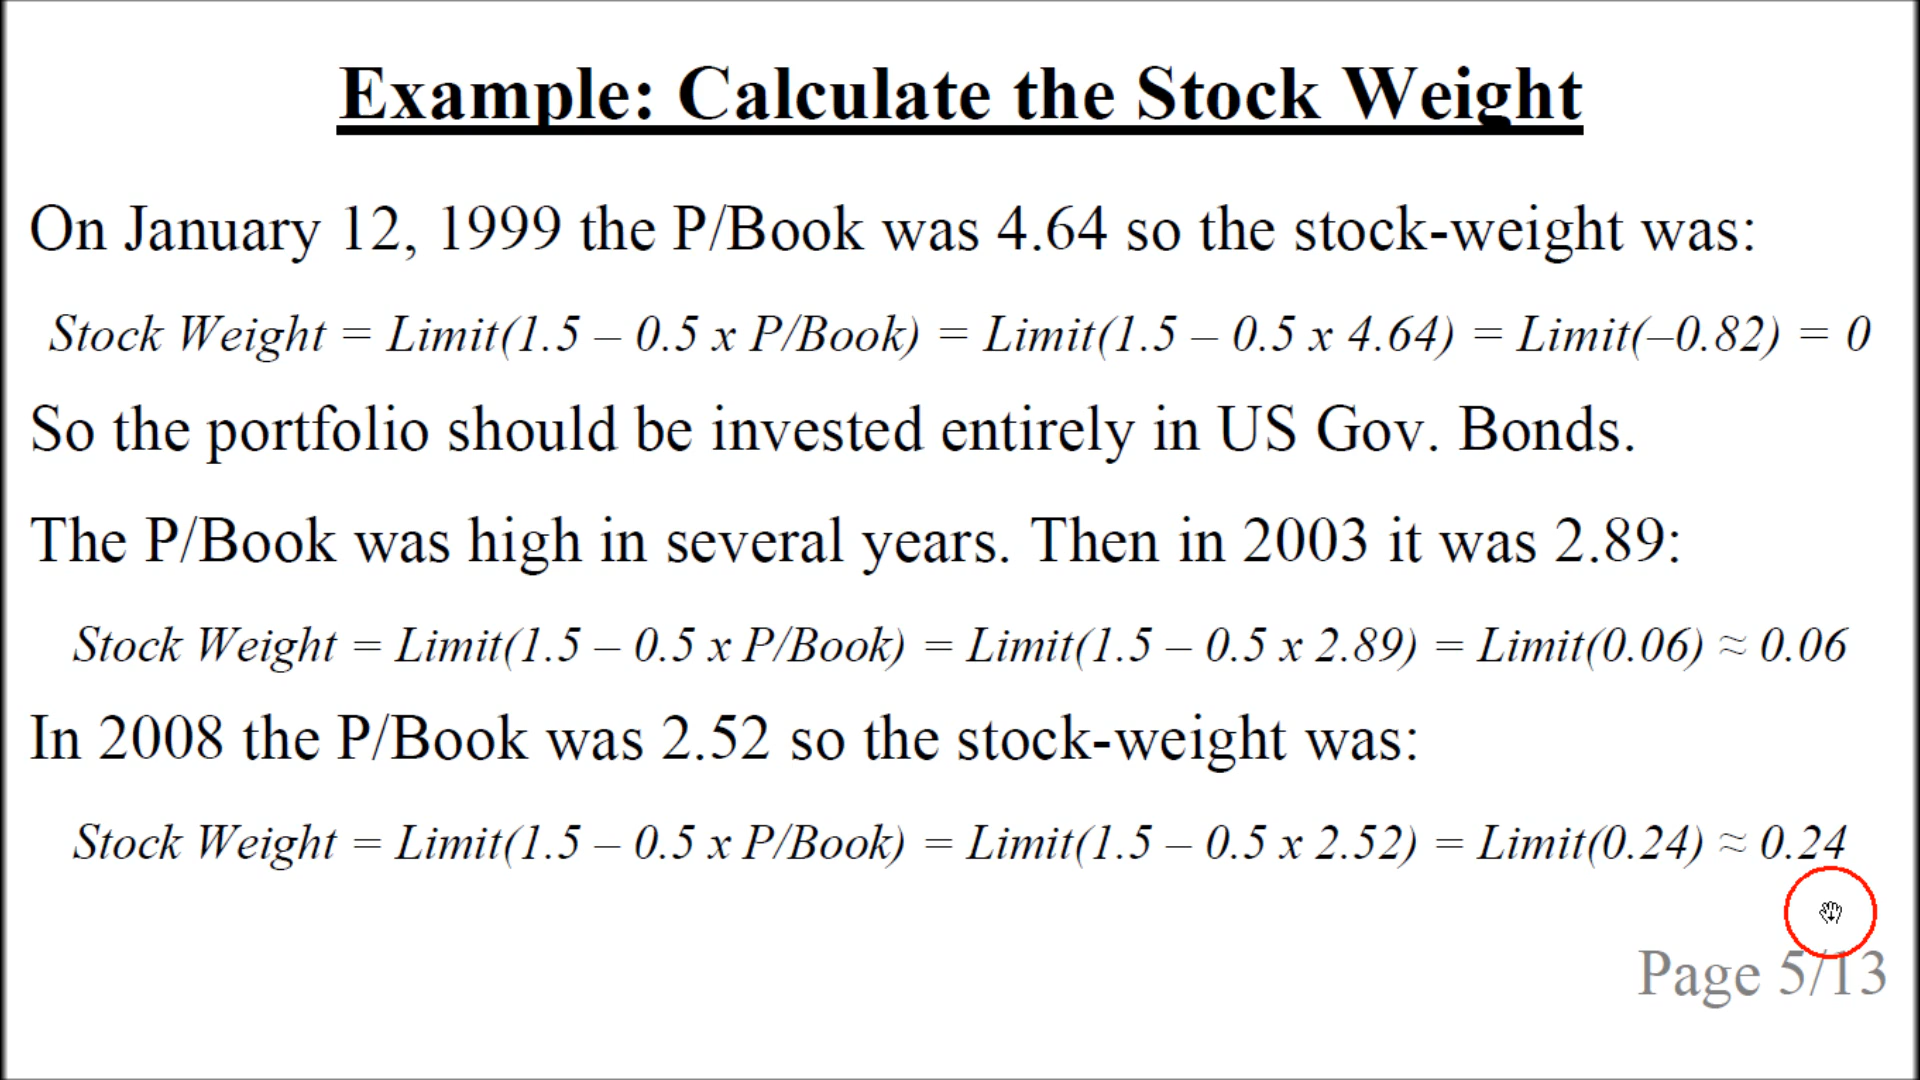 Example: Calculate the Stock Weight
On January 12, 1999 the P/Book was 4.64 so the stock-weight was:
Stock Weight = Limit(1.5 – 0.5 x P/Book) = Limit(1.5 – 0.5 x 4.64) = Limit(–0.82) = 0
So the portfolio should be invested entirely in US Gov. Bonds.
The P/Book was high in several years. Then in 2003 it was 2.89:
Stock Weight = Limit(1.5 – 0.5 x P/Book) = Limit(1.5 – 0.5 x 2.89) = Limit(0.06) ≈ 0.06
In 2008 the P/Book was 2.52 so the stock-weight was:
Stock Weight = Limit(1.5 – 0.5 x P/Book) = Limit(1.5 – 0.5 x 2.52) = Limit(0.24) ≈ 0.24
Page 5/13